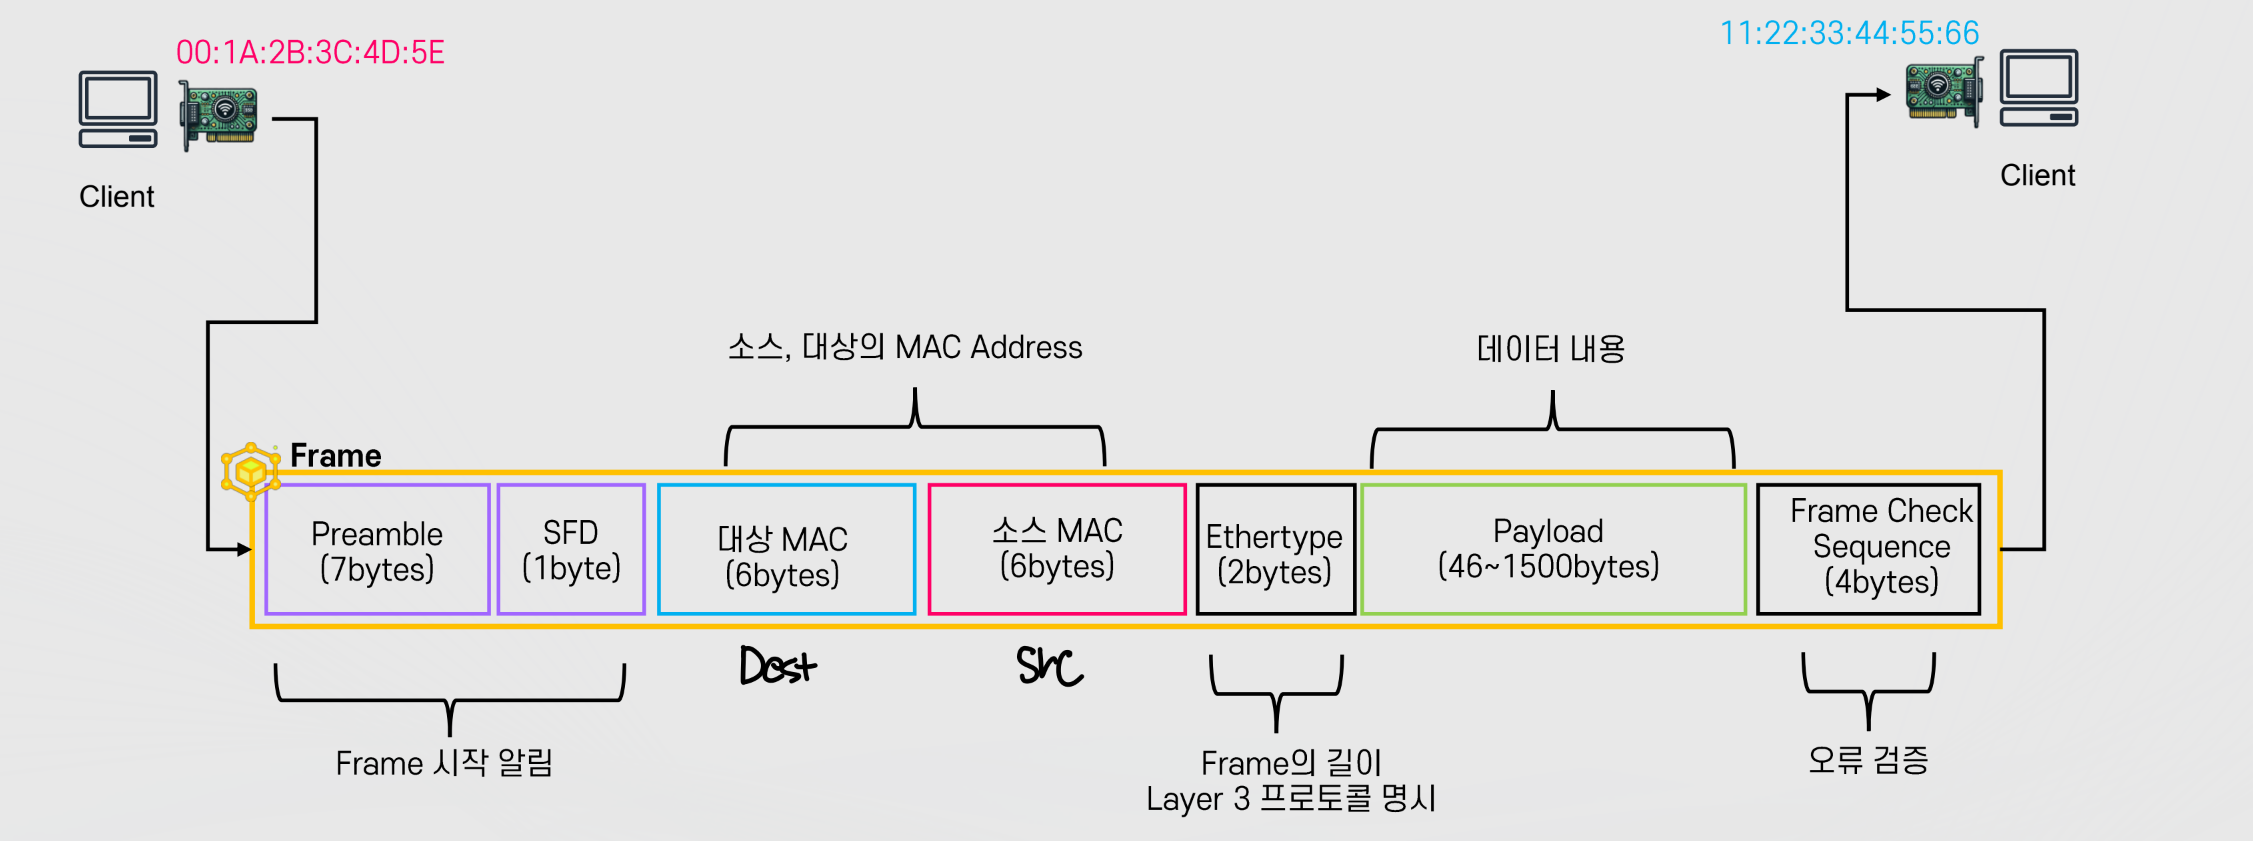 00:1A:2B:3C:4D:5E
11:22:33:44:55:66
Client
Client
소스, 대상의 MAC Address
데이터 내용
Frame
Preamble
(7bytes)
SFD
(1byte)
대상 MAC
(6bytes)
소스 MAC
(6bytes)
Ethertype
(2bytes)
Payload
(46~1500bytes)
Frame Check
Sequence
(4bytes)
Dest
Src
Frame 시작 알림
Frame의 길이
Layer 3 프로토콜 명시
오류 검증